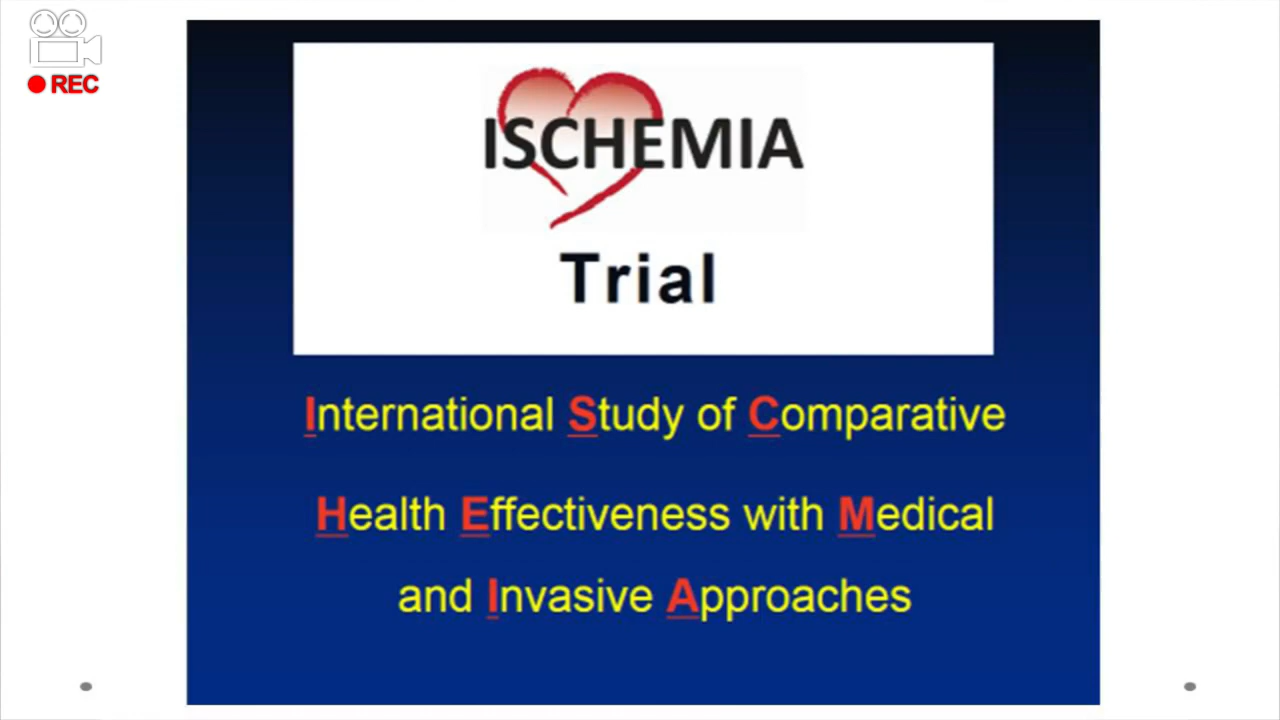 REC
ISCHEMIA
Trial
International Study of Comparative
Health Effectiveness with Medical
and Invasive Approaches